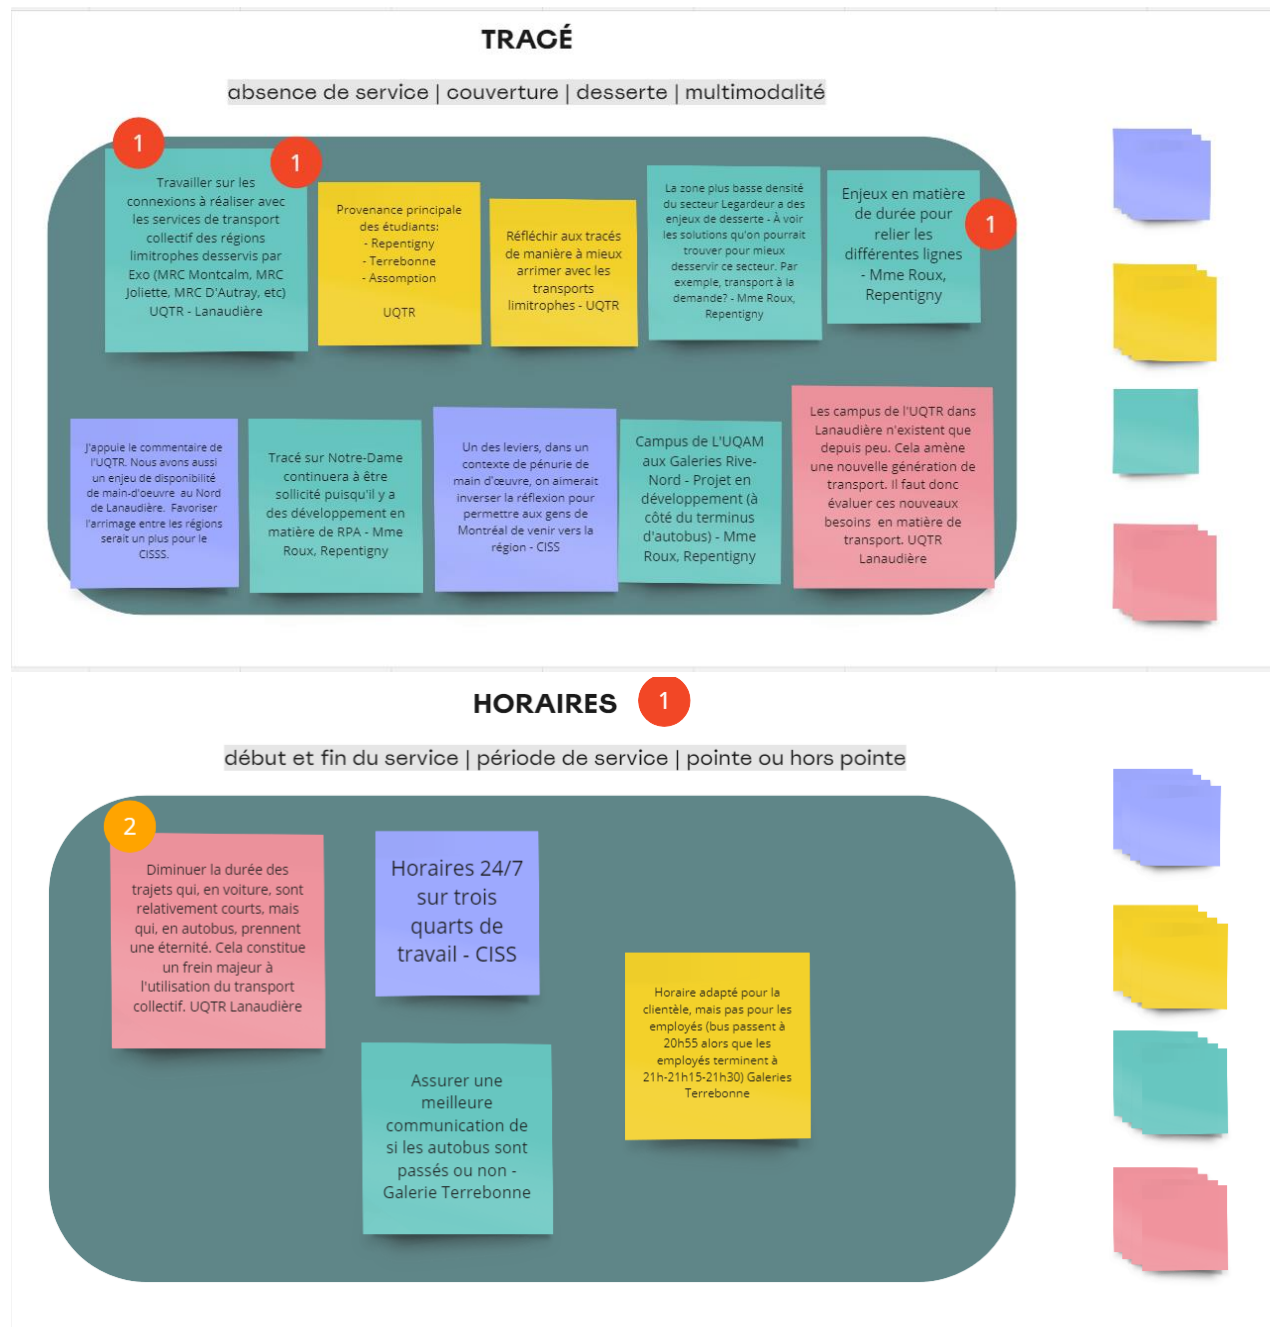 TRACÉ
absence de service | couverture | desserte | multimodalité
1
1
Travailler sur les
connexions à réaliser avec
les services de transport
collectif des régions
limitrophes desservis par
Exo (MRC Montcalm, MRC
Joliette, MRC D'Autray, etc)
UQTR - Lanaudière
Provenance principale
des étudiants:
- Repentigny
- Terrebonne
- Assomption
UQTR
Réfléchir aux tracés
de manière à mieux
arrimer avec les
transports
limitrophes - UQTR
La zone plus basse densité
du secteur Legardeur a des
enjeux de desserte - À voir
les solutions qu'on pourrait
trouver pour mieux
desservir ce secteur. Par
exemple, transport à la
demande? - Mme Roux,
Repentigny
Enjeux en matière
de durée pour
relier les
différentes lignes
- Mme Roux,
Repentigny
1
J'appuie le commentaire de
l'UQTR. Nous avons aussi
un enjeu de disponibilité
de main-d'oeuvre au Nord
de Lanaudière. Favoriser
l'arrimage entre les régions
serait un plus pour le
CISSS.
Tracé sur Notre-Dame
continuera à être
sollicité puisqu'il y a
des développement en
matière de RPA - Mme
Roux, Repentigny
Un des leviers, dans un
contexte de pénurie de
main d'œuvre, on aimerait
inverser la réflexion pour
permettre aux gens de
Montréal de venir vers la
région - CISS
Campus de L'UQAM
aux Galeries Rive-
Nord - Projet en
développement (à
côté du terminus
d'autobus) - Mme
Roux, Repentigny
Les campus de l'UQTR dans
Lanaudière n'existent que
depuis peu. Cela amène
une nouvelle génération de
transport. Il faut donc
évaluer ces nouveaux
besoins en matière de
transport. UQTR
Lanaudière
HORAIRES
1
début et fin du service | période de service | pointe ou hors pointe
2
Diminuer la durée des
trajets qui, en voiture, sont
relativement courts, mais
qui, en autobus, prennent
une éternité. Cela constitue
un frein majeur à
l'utilisation du transport
collectif. UQTR Lanaudière
Horaires 24/7
sur trois
quarts de
travail - CISS
Horaire adapté pour la
clientèle, mais pas pour les
employés (bus passent à
20h55 alors que les
employés terminent à
21h-21h15-21h30) Galeries
Terrebonne
Assurer une
meilleure
communication de
si les autobus sont
passés ou non -
Galerie Terrebonne